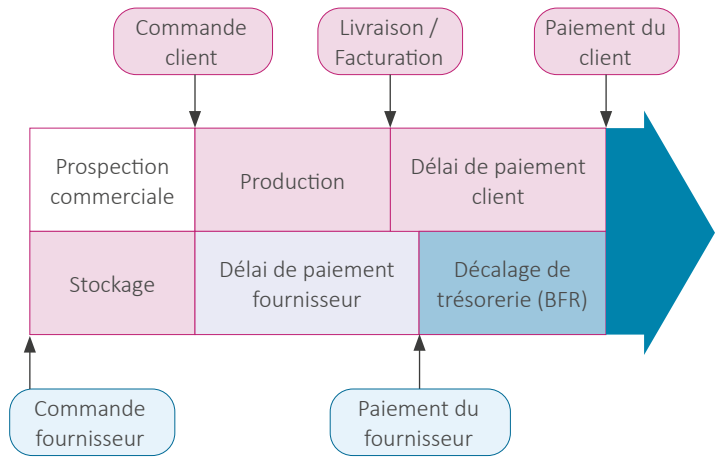 Commande
client
Livraison /
Facturation
Paiement du
client
Prospection
commerciale
Production
Délai de paiement
client
Stockage
Délai de paiement
fournisseur
Décalage de
trésorerie (BFR)
Commande
fournisseur
Paiement du
fournisseur